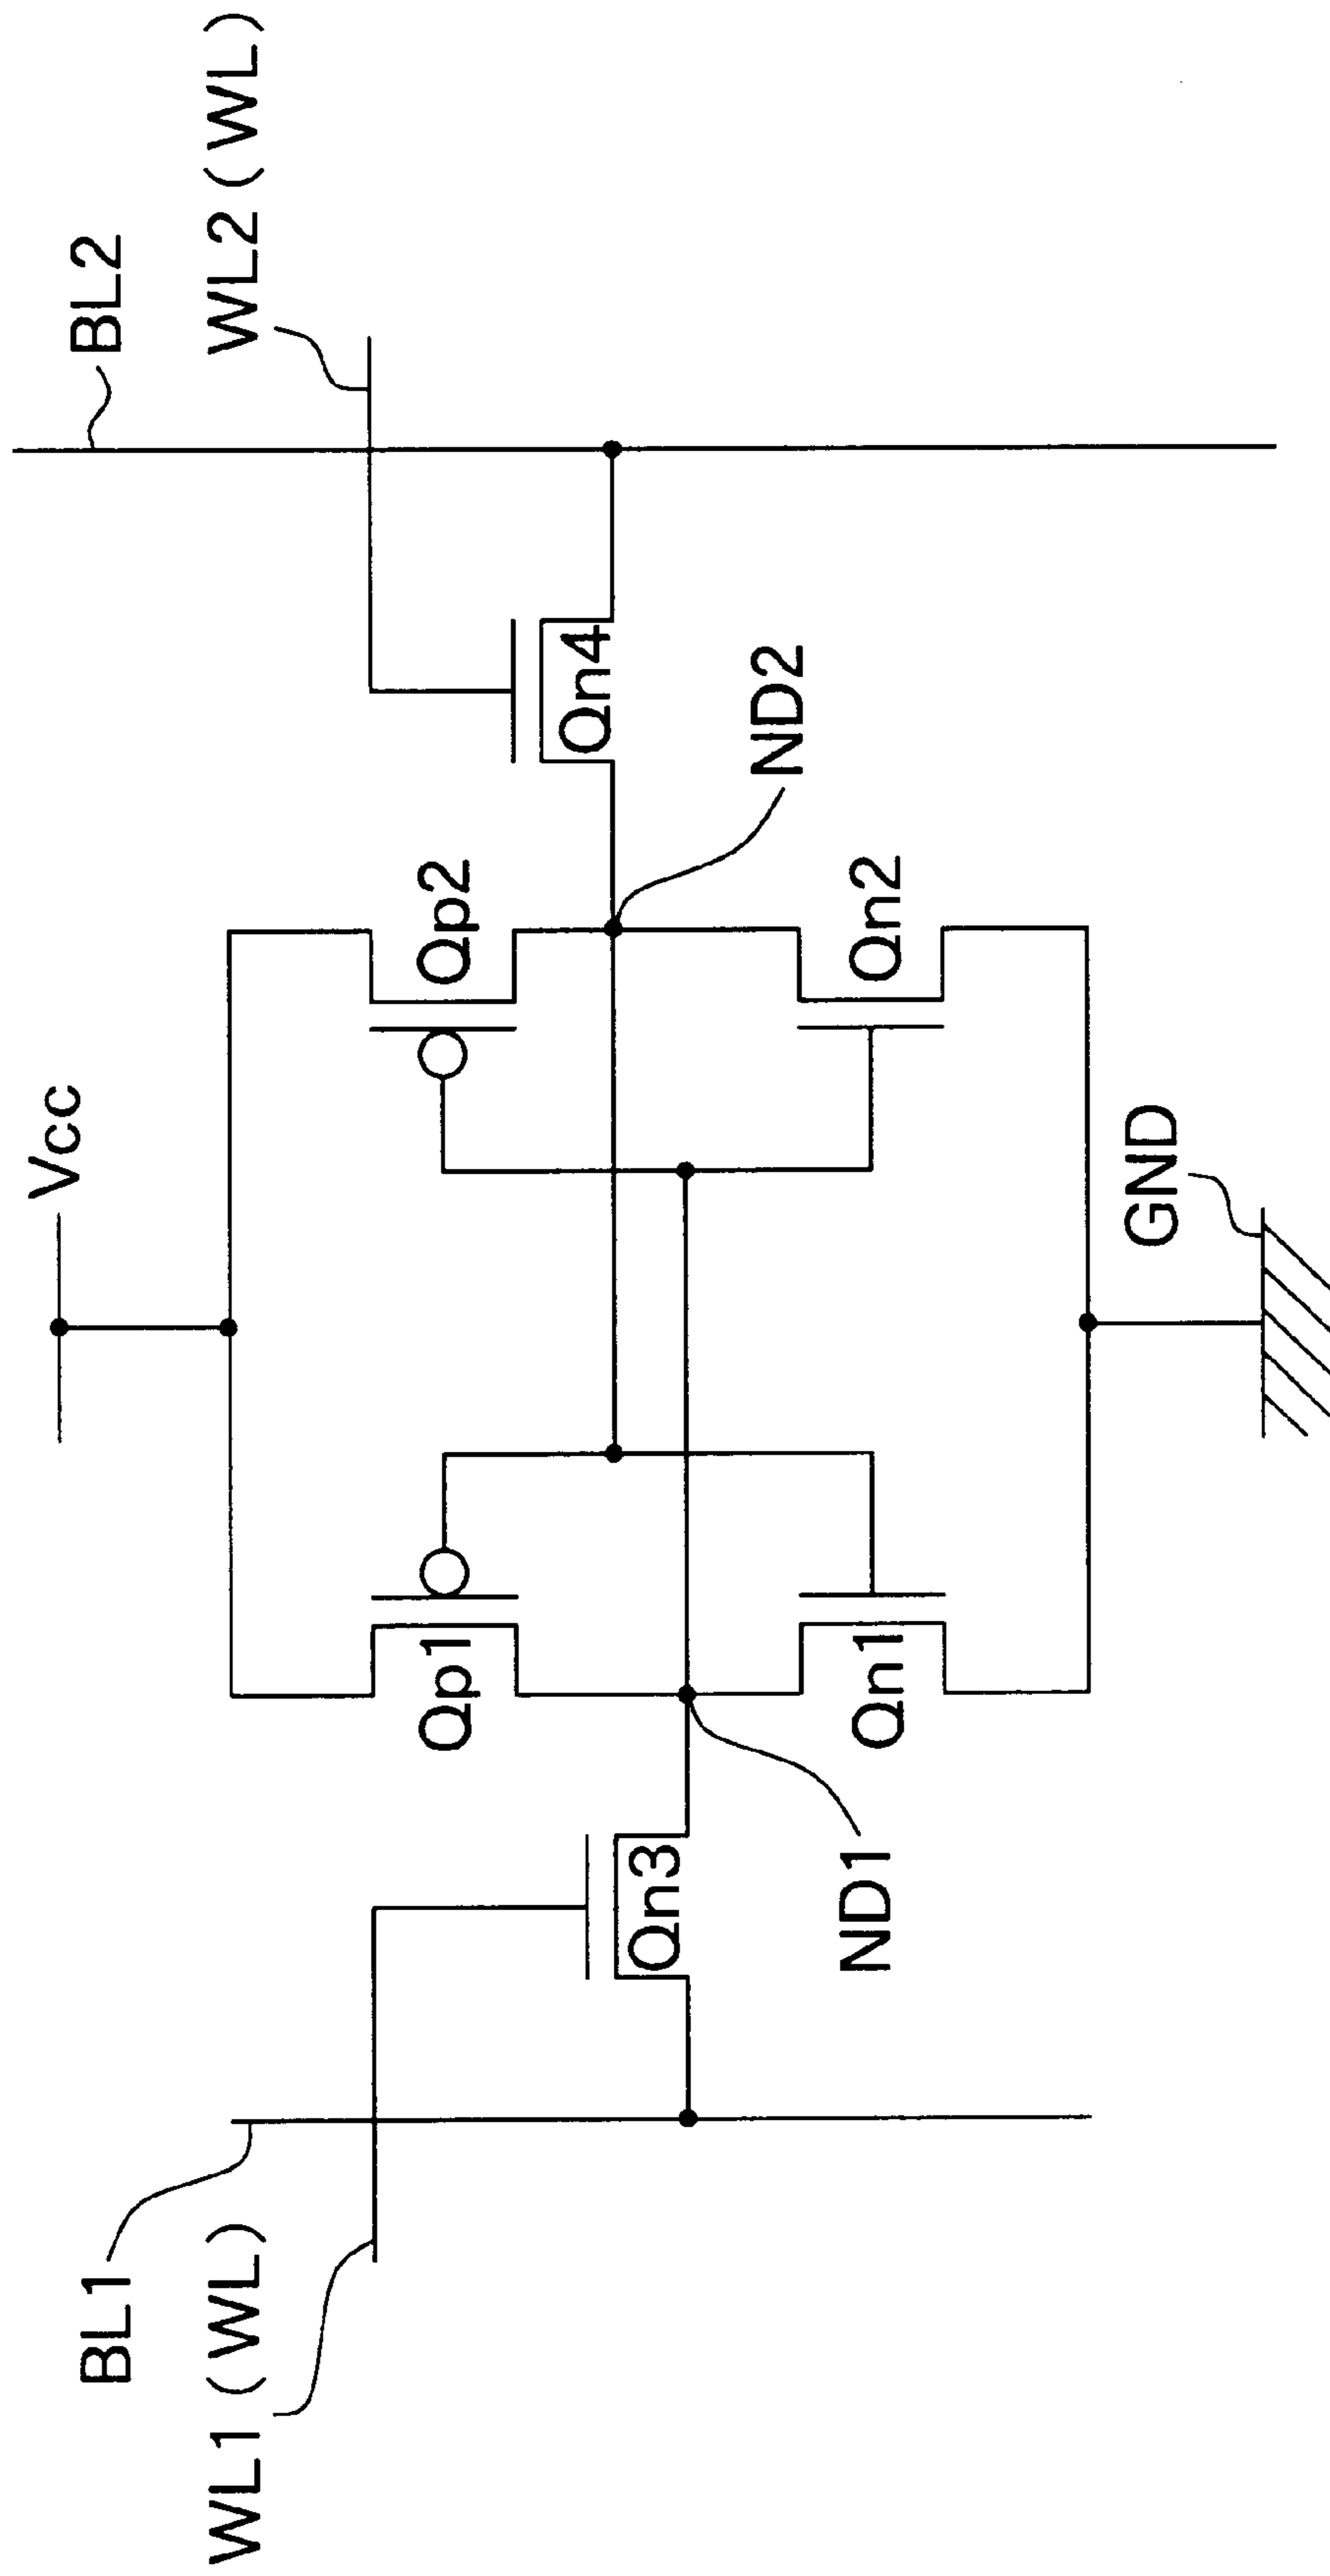 Vcc
BL1
BL2
WL1 (WL)
WL2 (WL)
Qp1
Qp2
Qn4
Qn3
ND2
ND1
Qn1
Qn2
GND